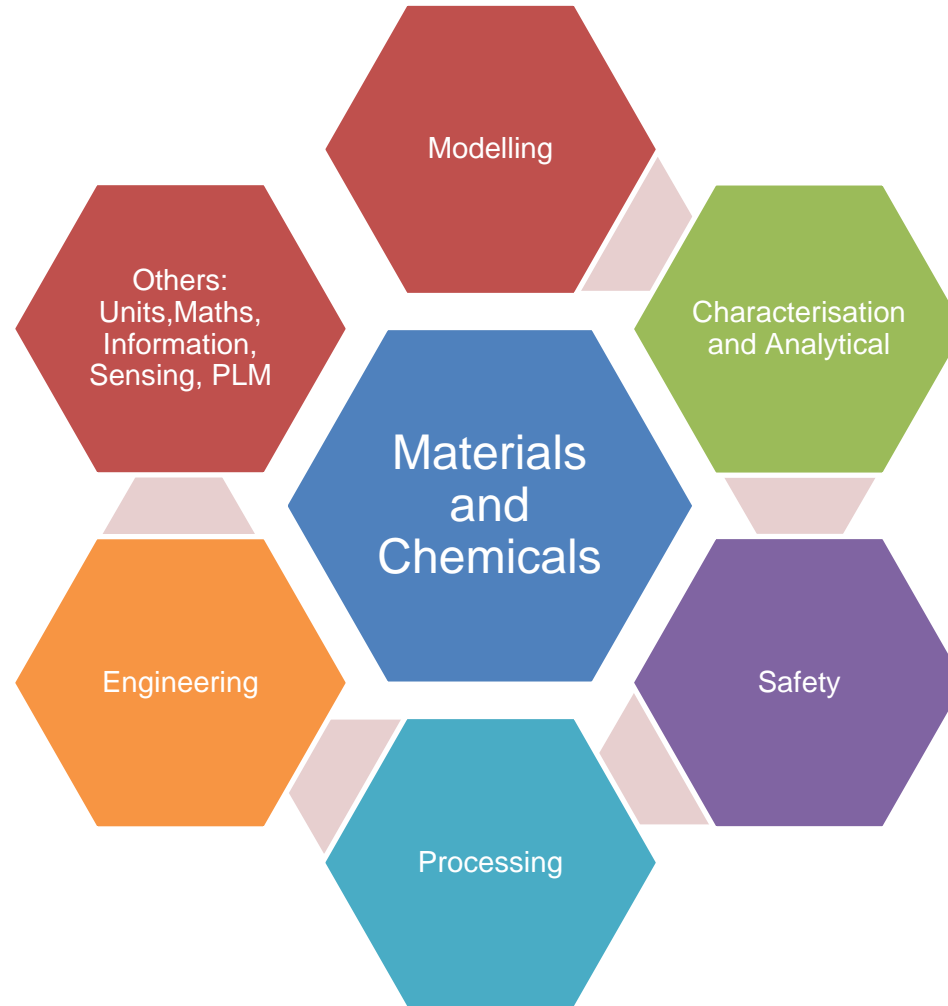 Modelling
Others:
Units,Maths,
Information,
Sensing, PLM
Characterisation
and Analytical
Materials
and
Chemicals
Engineering
Safety
Processing